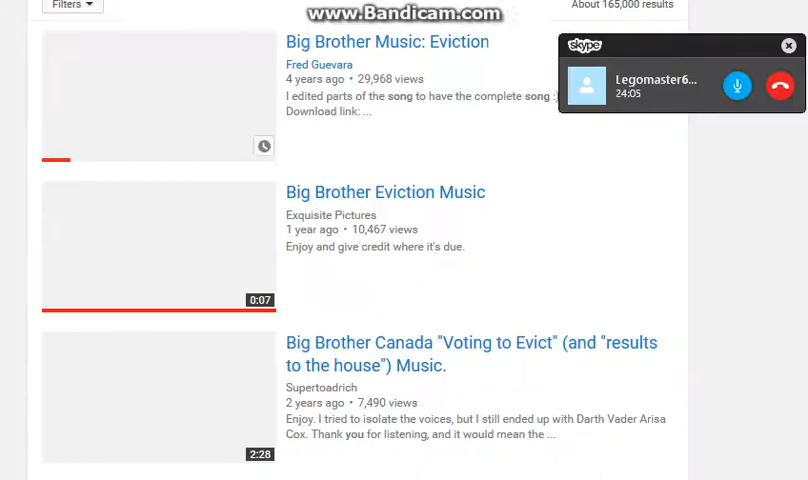 www.Bandicam.com
Filters
About 165,000 results
Big Brother Music: Eviction
Fred Guevara
4 years ago • 29,968 views
I edited parts of the song to have the complete song :)
Download link: ...
skype
Legomaster6...
24:05
Big Brother Eviction Music
Exquisite Pictures
1 year ago • 10,467 views
Enjoy and give credit where it's due.
0:07
Big Brother Canada "Voting to Evict" (and "results
to the house") Music.
Supertoadrich
2 years ago • 7,490 views
Enjoy. I tried to isolate the voices, but I still ended up with Darth Vader Arisa
Cox. Thank you for listening, and it would mean the ...
2:28